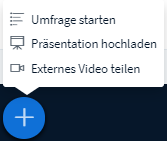 Umfrage starten
Präsentation hochladen
Externes Video teilen